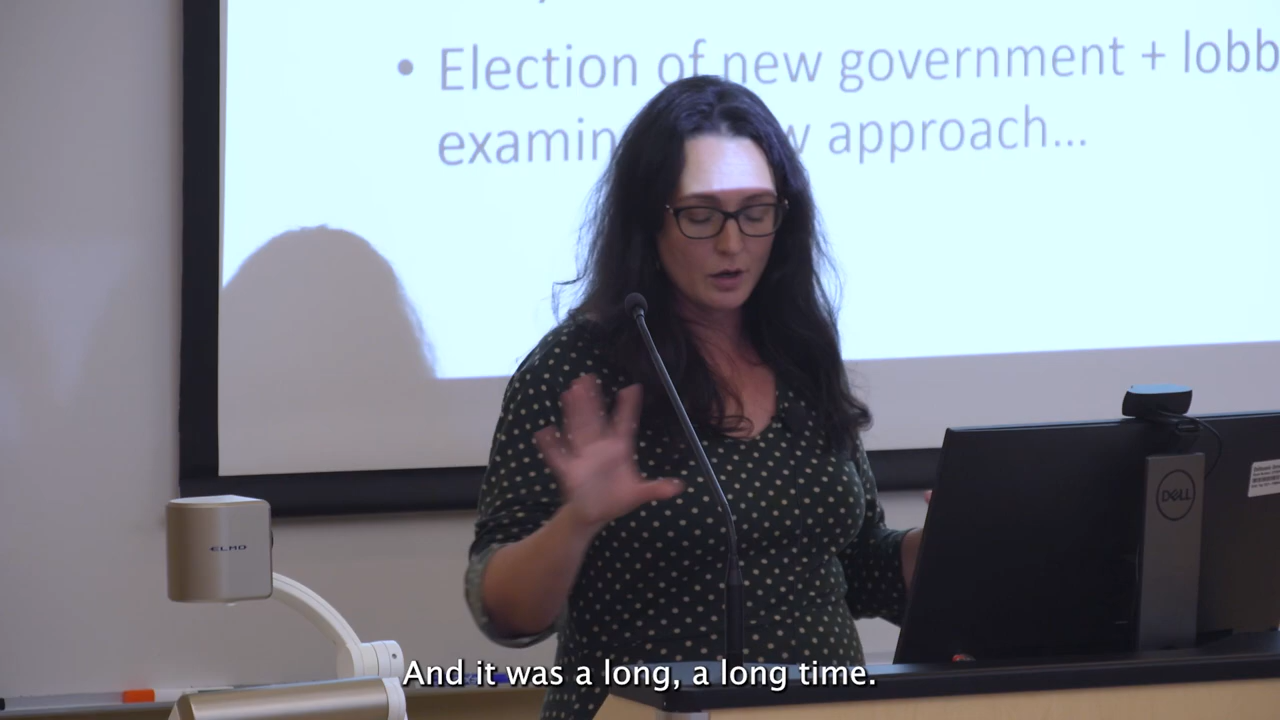 • Election of new government + lobb
examin w approach...
ELMO
DELL
And it was a long, a long time.